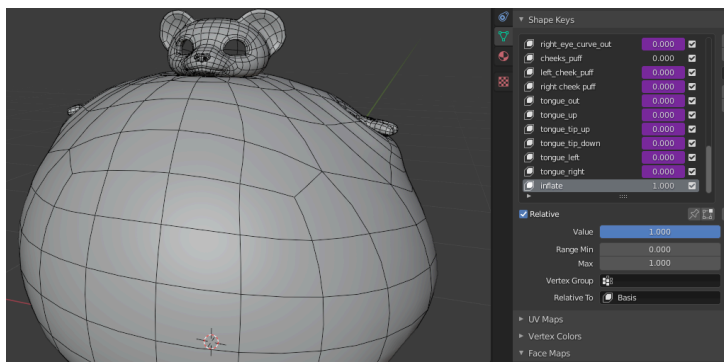 Shape Keys
right_eye_curve_out 0.000
cheeks_puff 0.000
left_cheek_puff 0.000
right cheek puff 0.000
tongue_out 0.000
tongue_up 0.000
tongue_tip_up 0.000
tongue_tip_down 0.000
tongue_left 0.000
tongue_right 0.000
inflate 1.000
Relative
Value 1.000
Range Min 0.000
Max 1.000
Vertex Group
Relative To Basis
UV Maps
Vertex Colors
Face Maps